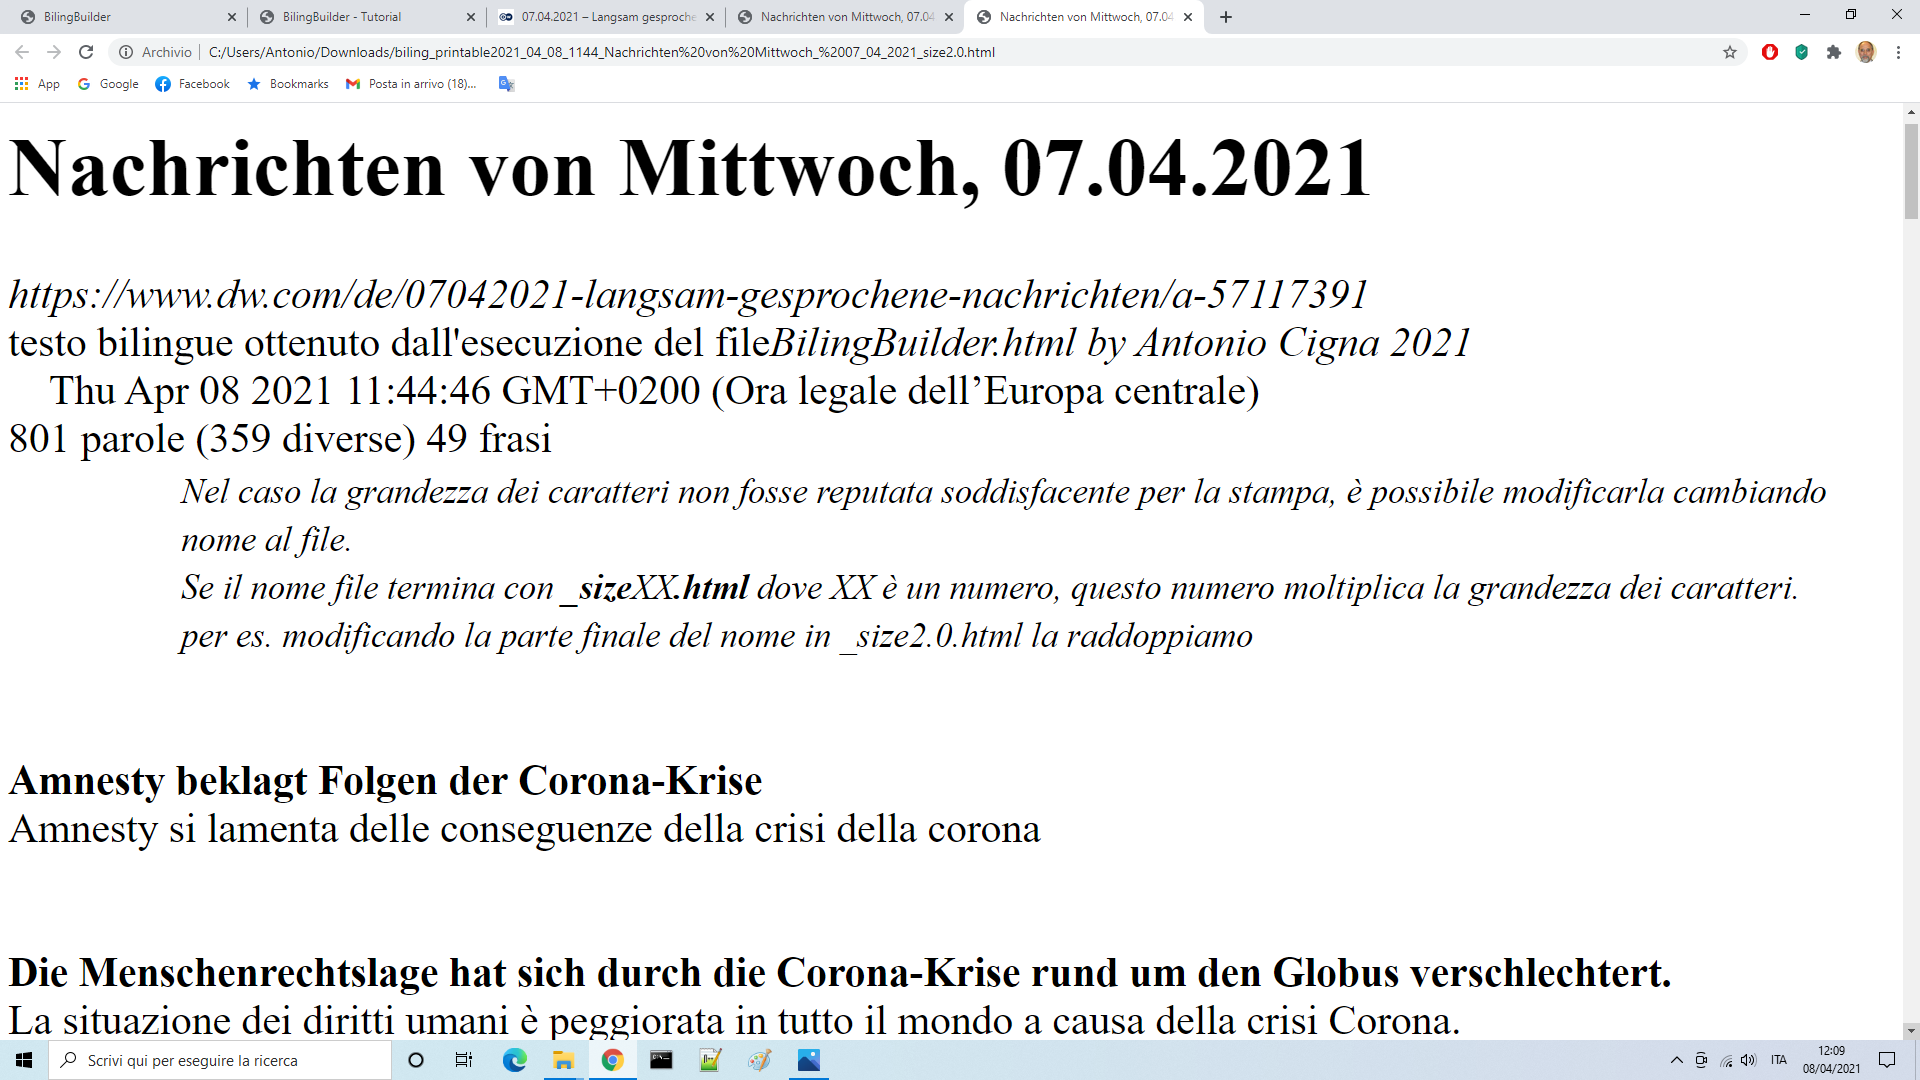 BilingBuilder
BilingBuilder - Tutorial
07.04.2021 – Langsam gesproche
Nachrichten von Mittwoch, 07.04
Nachrichten von Mittwoch, 07.04
Archivio
C:/Users/Antonio/Downloads/biling_printable2021_04_08_1144_Nachrichten%20von%20Mittwoch_%2007_04_2021_size2.0.html
App
Google
Facebook
Bookmarks
Posta in arrivo (18)...
Nachrichten von Mittwoch, 07.04.2021
https://www.dw.com/de/07042021-langsam-gesprochene-nachrichten/a-57117391
testo bilingue ottenuto dall'esecuzione del fileBilingBuilder.html by Antonio Cigna 2021
Thu Apr 08 2021 11:44:46 GMT+0200 (Ora legale dell’Europa centrale)
801 parole (359 diverse) 49 frasi
Nel caso la grandezza dei caratteri non fosse reputata soddisfacente per la stampa, è possibile modificarla cambiando
nome al file.
Se il nome file termina con _sizeXX.html dove XX è un numero, questo numero moltiplica la grandezza dei caratteri.
per es. modificando la parte finale del nome in _size2.0.html la raddoppiamo
Amnesty beklagt Folgen der Corona-Krise
Amnesty si lamenta delle conseguenze della crisi della corona
Die Menschenrechtslage hat sich durch die Corona-Krise rund um den Globus verschlechtert.
La situazione dei diritti umani è peggiorata in tutto il mondo a causa della crisi Corona.
Scrivi qui per eseguire la ricerca
ITA
12:09
08/04/2021